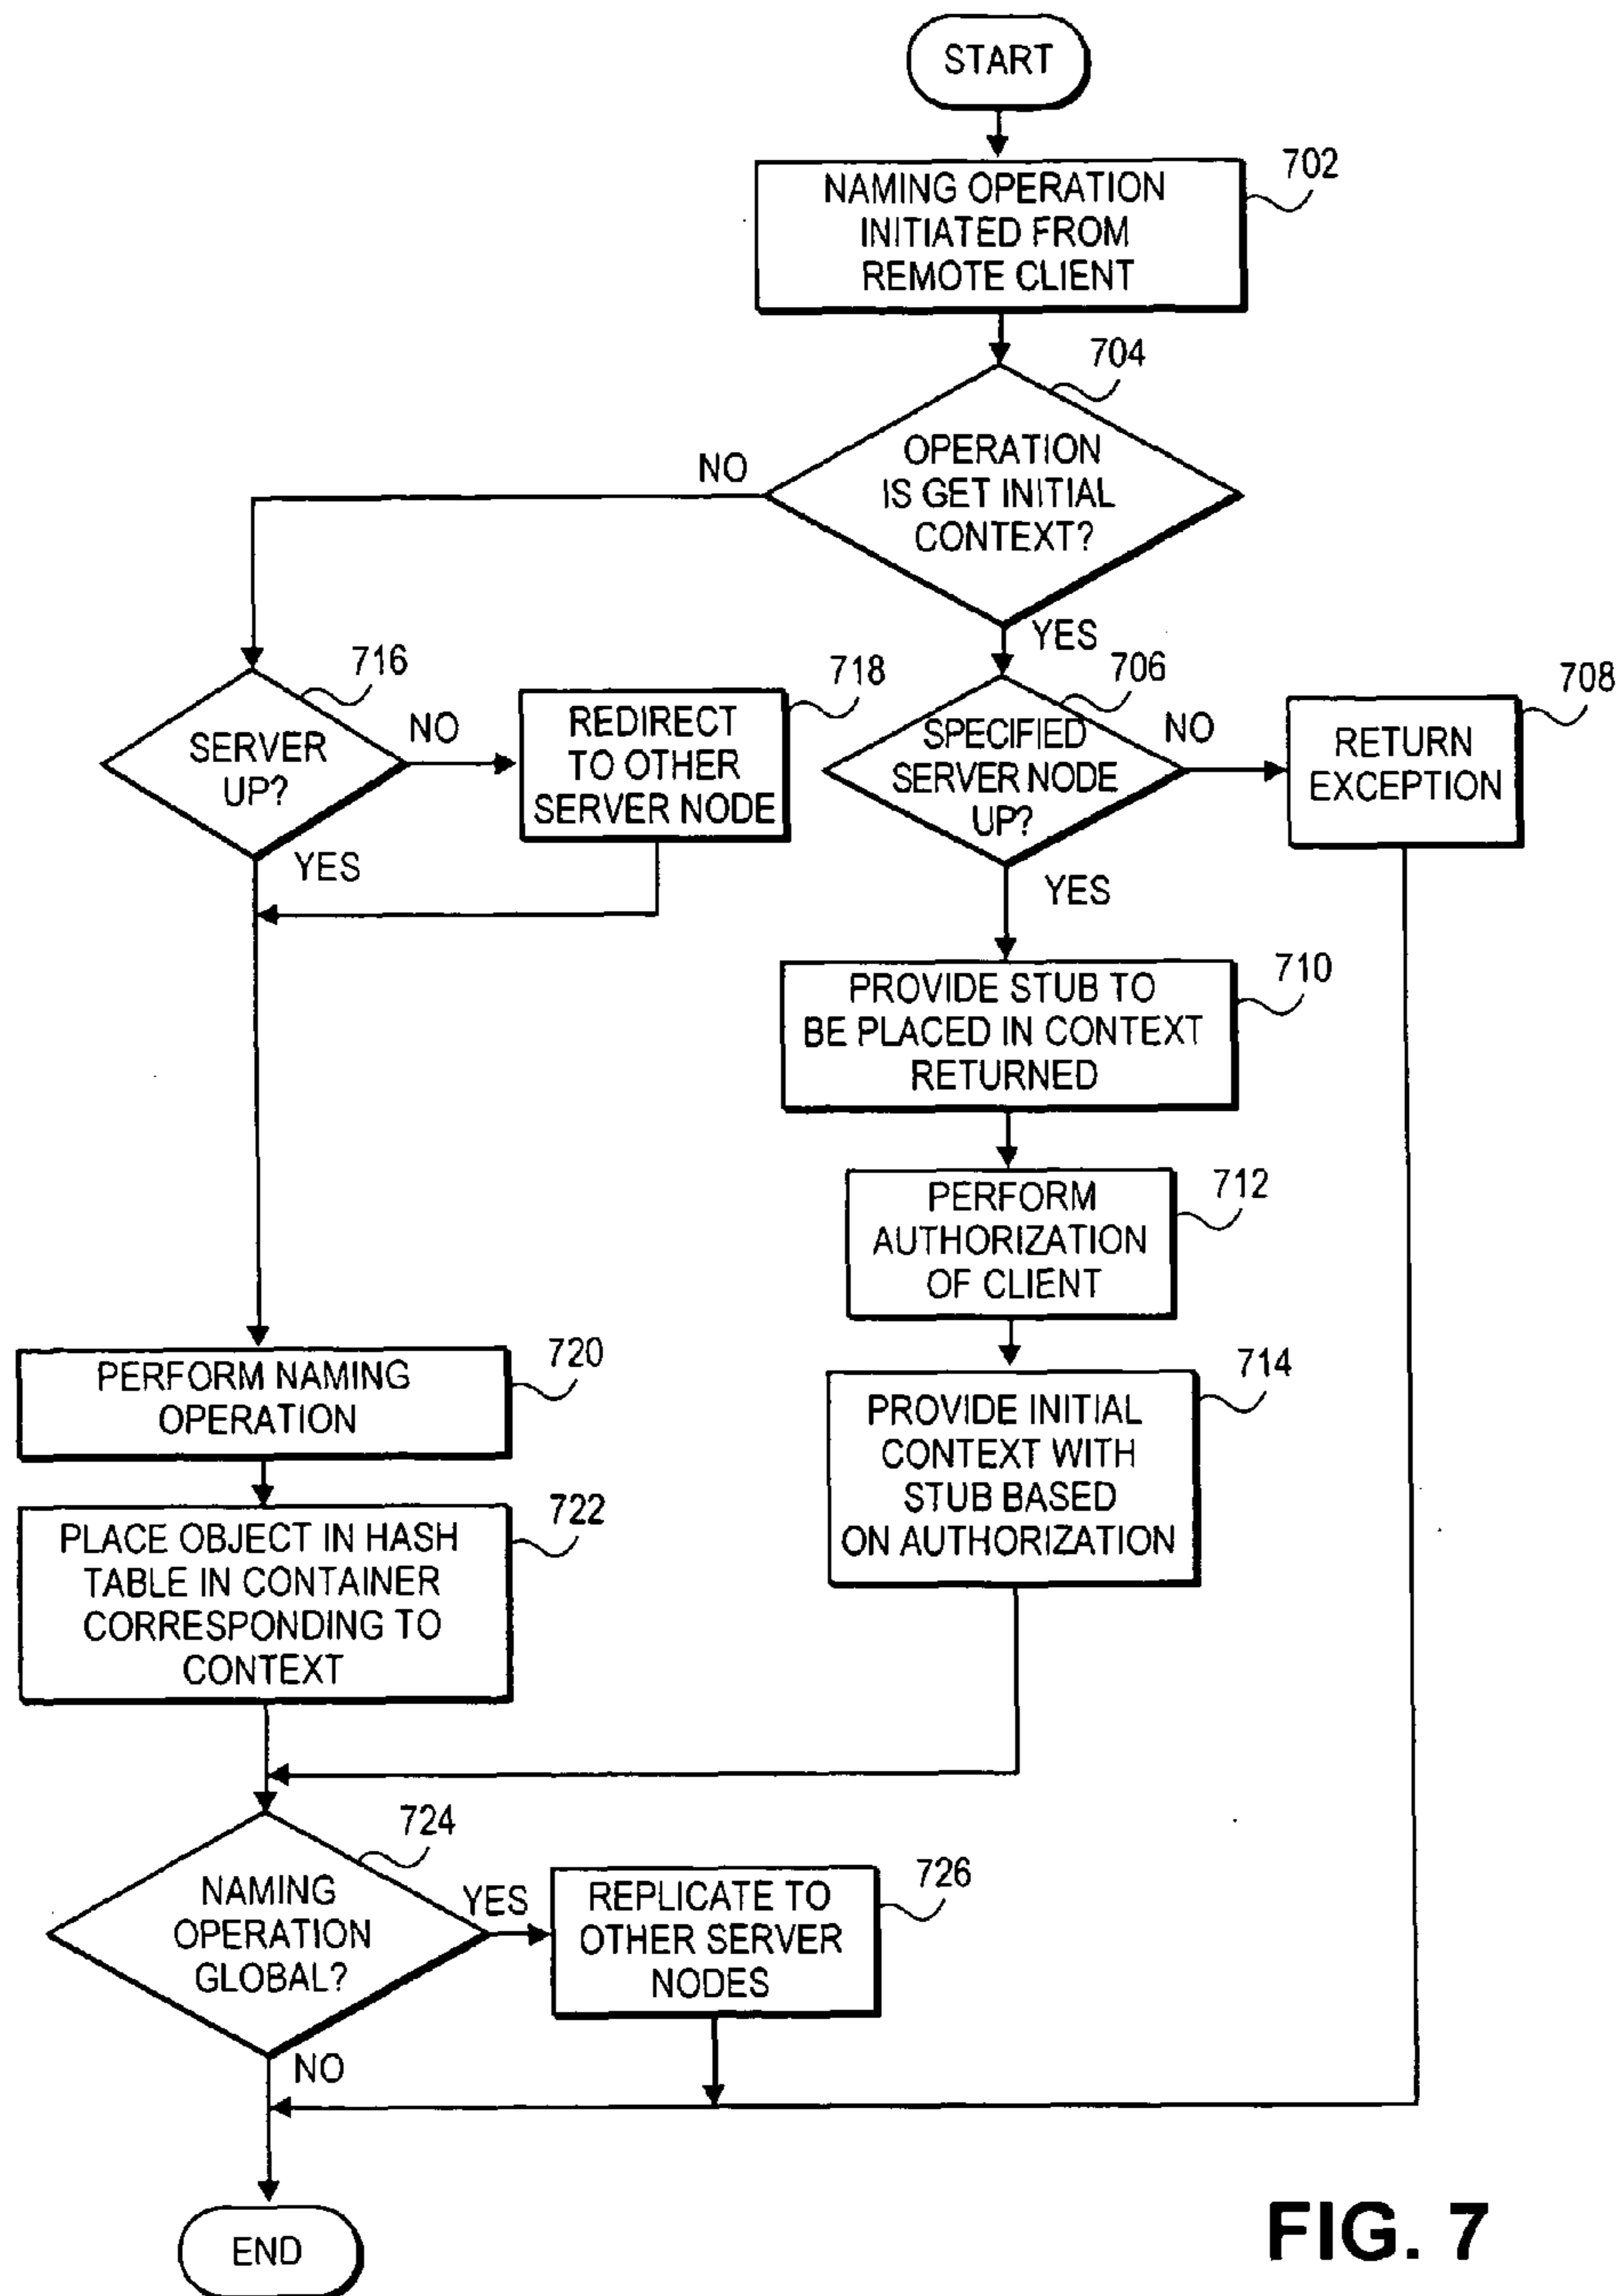 START
702
NAMING OPERATION
INITIATED FROM
REMOTE CLIENT
704
OPERATION
IS GET INITIAL
CONTEXT?
NO
YES
716
SERVER
UP?
NO
YES
718
REDIRECT
TO OTHER
SERVER NODE
706
SPECIFIED
SERVER NODE
UP?
NO
YES
708
RETURN
EXCEPTION
710
PROVIDE STUB TO
BE PLACED IN CONTEXT
RETURNED
712
PERFORM
AUTHORIZATION
OF CLIENT
714
PROVIDE INITIAL
CONTEXT WITH
STUB BASED
ON AUTHORIZATION
720
PERFORM NAMING
OPERATION
722
PLACE OBJECT IN HASH
TABLE IN CONTAINER
CORRESPONDING TO
CONTEXT
724
NAMING
OPERATION
GLOBAL?
YES
NO
726
REPLICATE TO
OTHER SERVER
NODES
END
FIG. 7